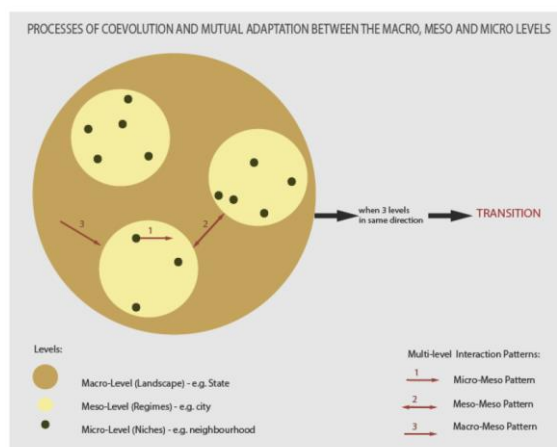 PROCESSES OF COEVOLUTION AND MUTUAL ADAPTATION BETWEEN THE MACRO, MESO AND MICRO LEVELS
3
1
2
when 3 levels
in same direction
TRANSITION
Levels:
Macro-Level (Landscape) - e.g. State
Meso-Level (Regimes) - e.g. city
Micro-Level (Niches) - e.g. neighbourhood
Multi-level Interaction Patterns:
1
Micro-Meso Pattern
2
Meso-Meso Pattern
3
Macro-Meso Pattern